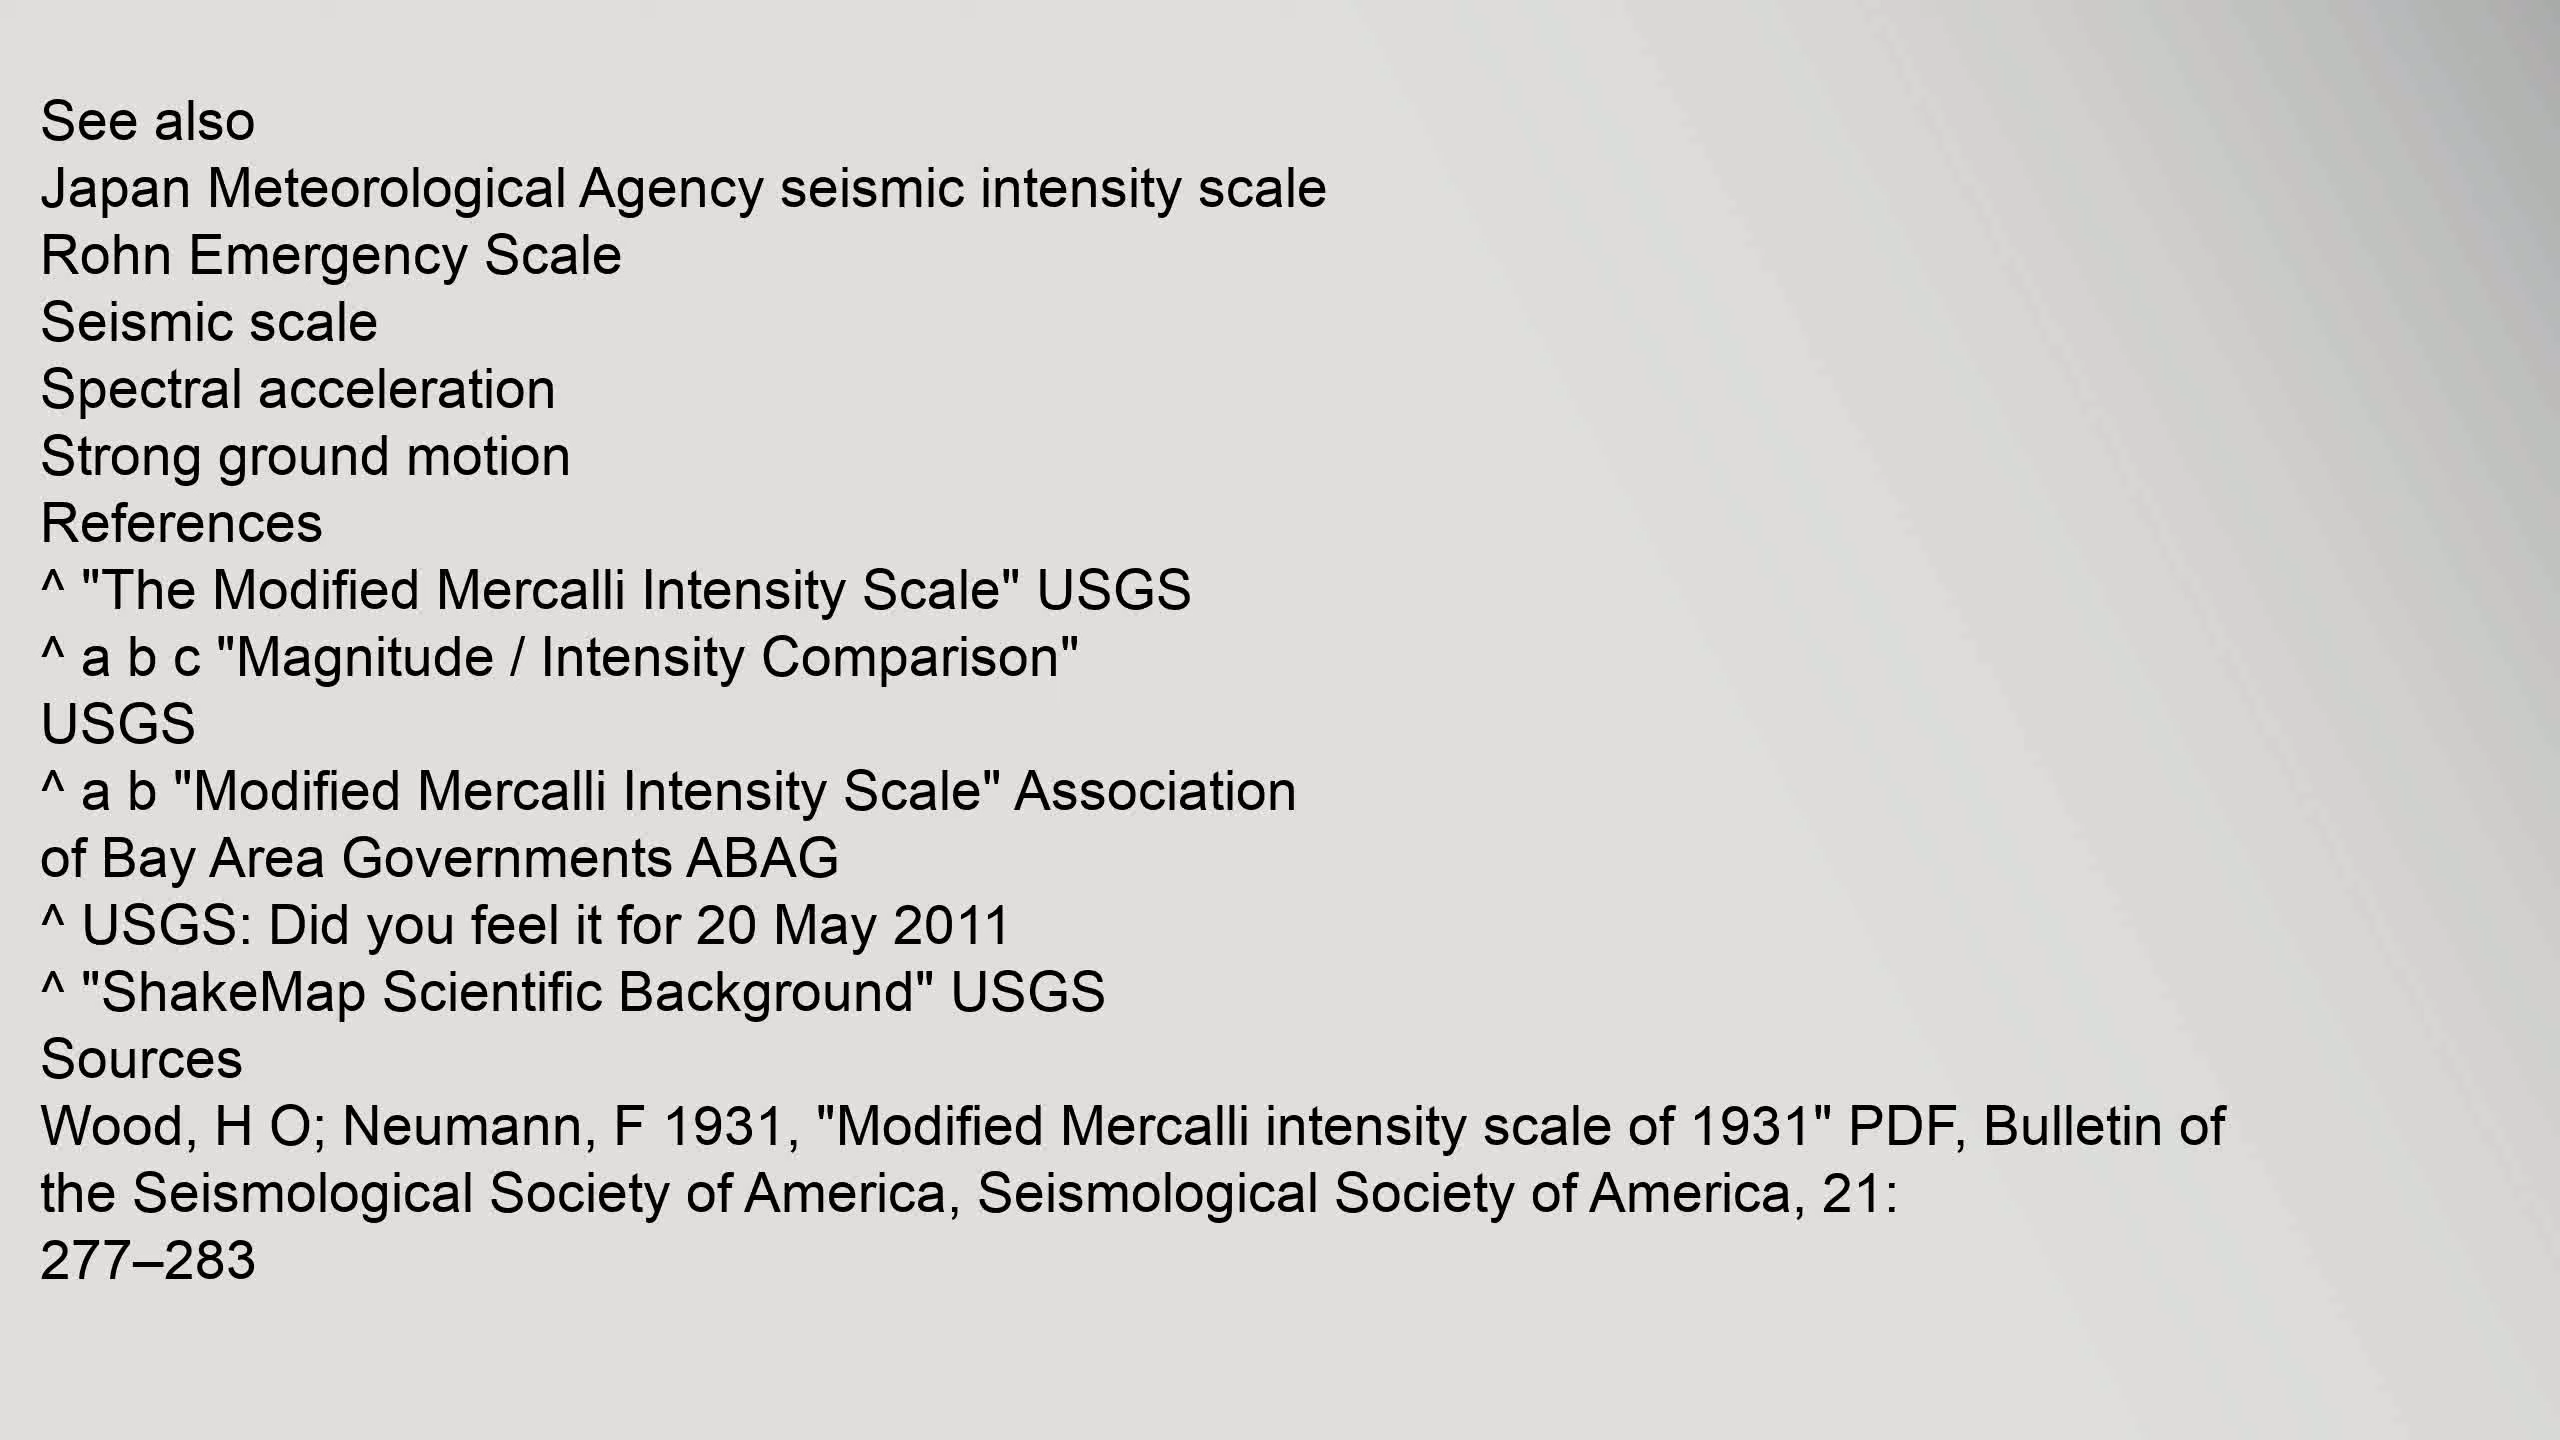 See also
Japan Meteorological Agency seismic intensity scale
Rohn Emergency Scale
Seismic scale
Spectral acceleration
Strong ground motion
References
^ "The Modified Mercalli Intensity Scale" USGS
^ a b c "Magnitude / Intensity Comparison"
USGS
^ a b "Modified Mercalli Intensity Scale" Association
of Bay Area Governments ABAG
^ USGS: Did you feel it for 20 May 2011
^ "ShakeMap Scientific Background" USGS
Sources
Wood, H O; Neumann, F 1931, "Modified Mercalli intensity scale of 1931" PDF, Bulletin of
the Seismological Society of America, Seismological Society of America, 21:
277–283